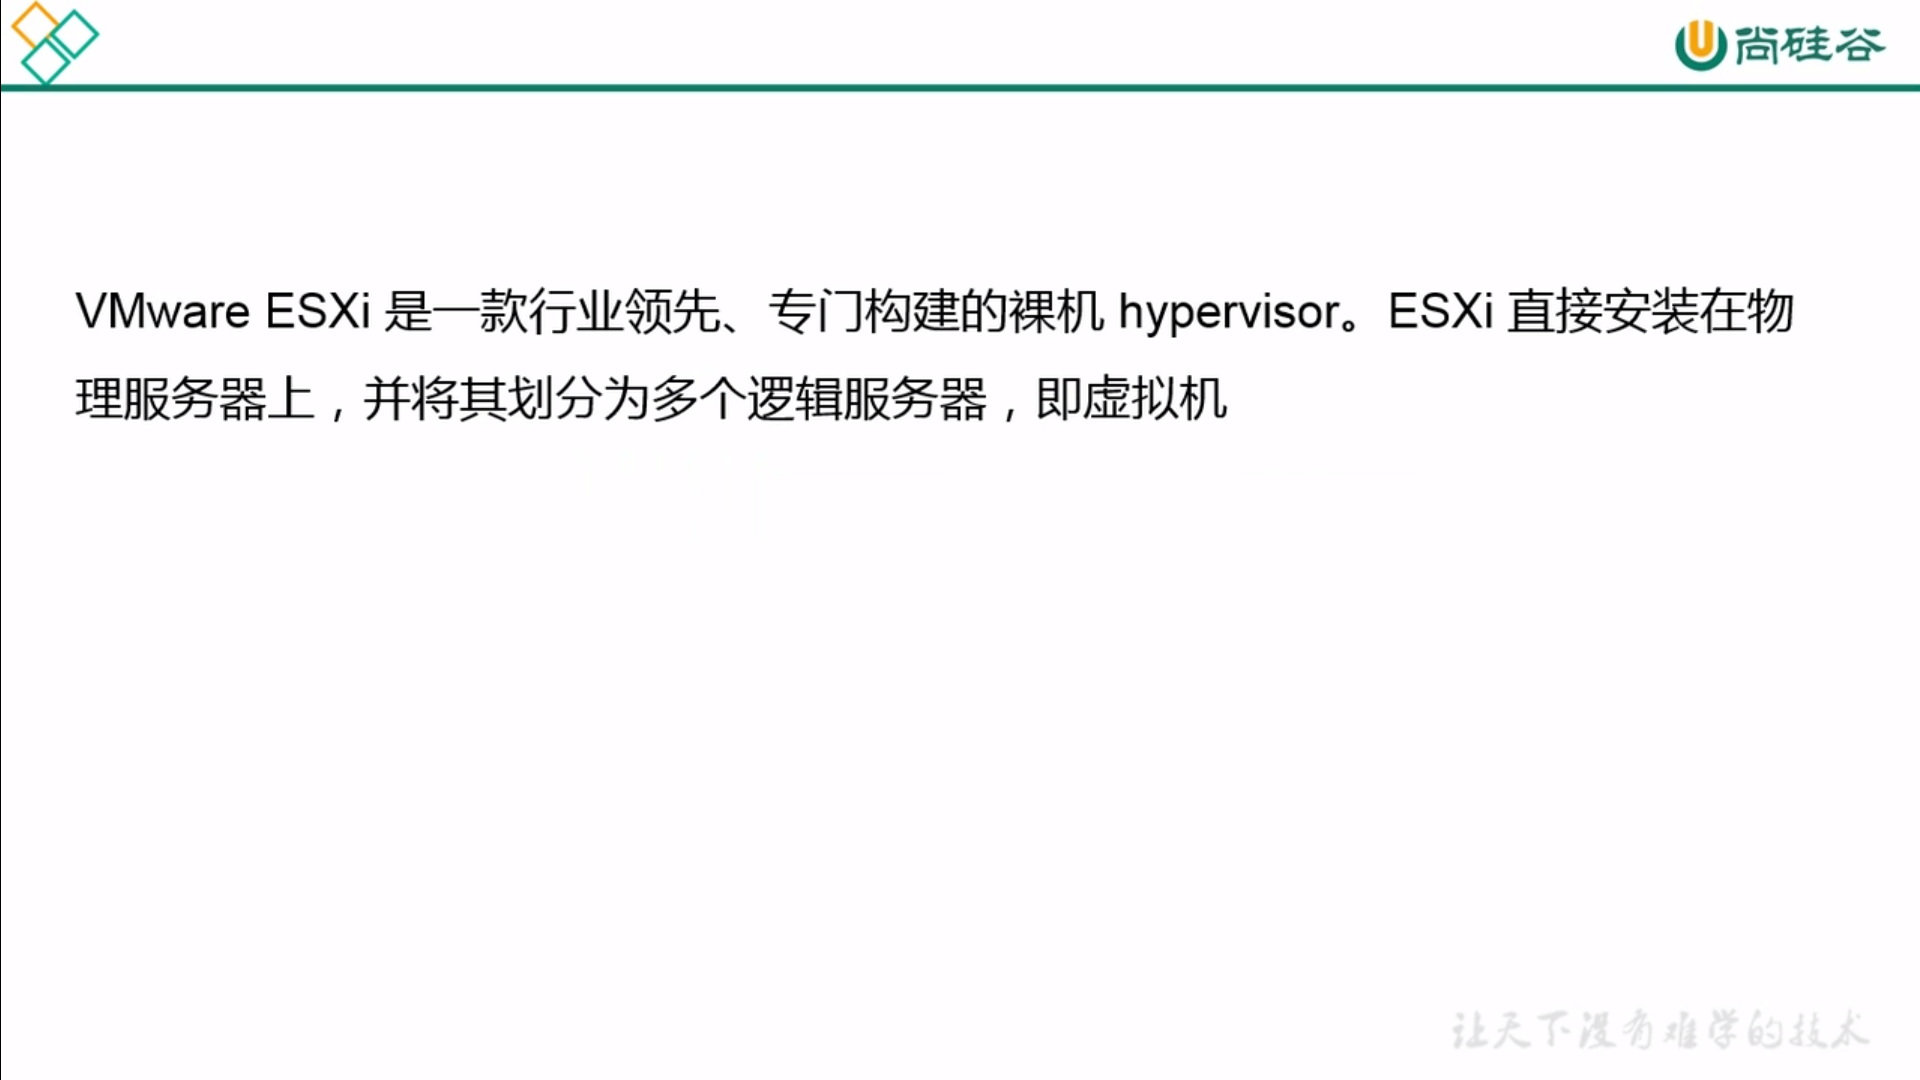 尚硅谷
VMware ESXi 是一款行业领先、专门构建的裸机 hypervisor。ESXi 直接安装在物
理服务器上，并将其划分为多个逻辑服务器，即虚拟机
让天下没有难学的技术